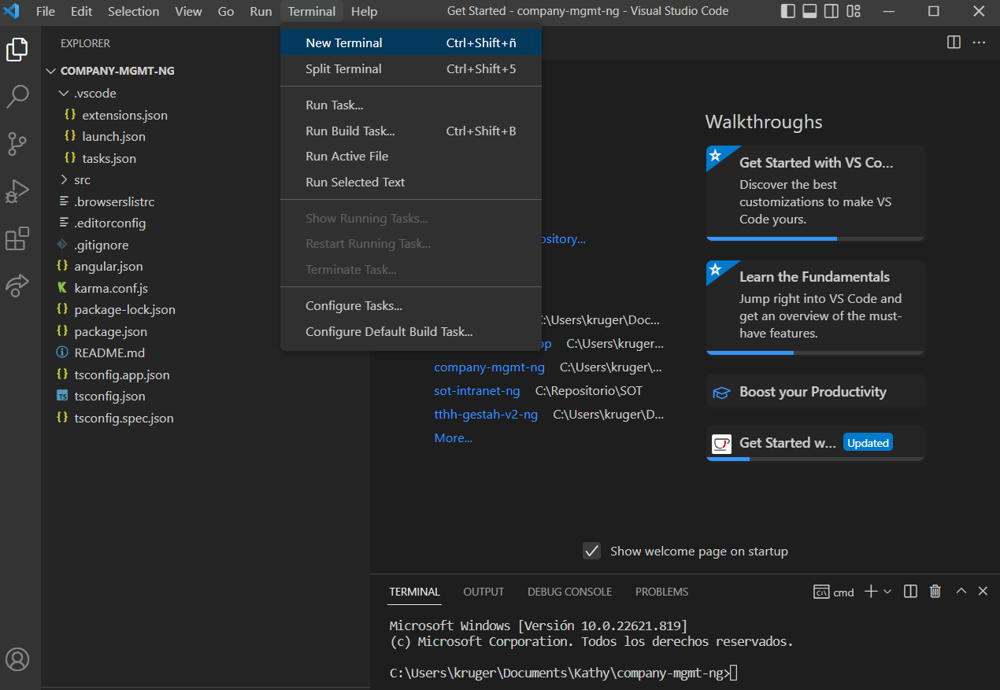 File Edit Selection View Go Run Terminal Help
Get Started - company-mgmt-ng - Visual Studio Code
EXPLORER
COMPANY-MGMT-NG
.vscode
{} extensions.json
{} launch.json
{} tasks.json
src
.browserslistrc
.editorconfig
.gitignore
{} angular.json
karma.conf.js
{} package-lock.json
{} package.json
README.md
{} tsconfig.app.json
TS tsconfig.json
{} tsconfig.spec.json
New Terminal Ctrl+Shift+ñ
Split Terminal Ctrl+Shift+5
Run Task...
Run Build Task... Ctrl+Shift+B
Run Active File
Run Selected Text
Show Running Tasks...
Restart Running Task...
Terminate Task...
Configure Tasks...
Configure Default Build Task...
ository...
:\Users\kruger\Doc...
pp C:\Users\kruger...
company-mgmt-ng C:\Users\kruger\...
sot-intranet-ng C:\Repositorio\SOT
tthh-gestah-v2-ng C:\Users\kruger\D...
More...
Walkthroughs
Get Started with VS Co...
Discover the best
customizations to make VS
Code yours.
Learn the Fundamentals
Jump right into VS Code and
get an overview of the must-
have features.
Boost your Productivity
Get Started w... Updated
Show welcome page on startup
TERMINAL OUTPUT DEBUG CONSOLE PROBLEMS
cmd
Microsoft Windows [Versión 10.0.22621.819]
(c) Microsoft Corporation. Todos los derechos reservados.
C:\Users\kruger\Documents\Kathy\company-mgmt-ng>